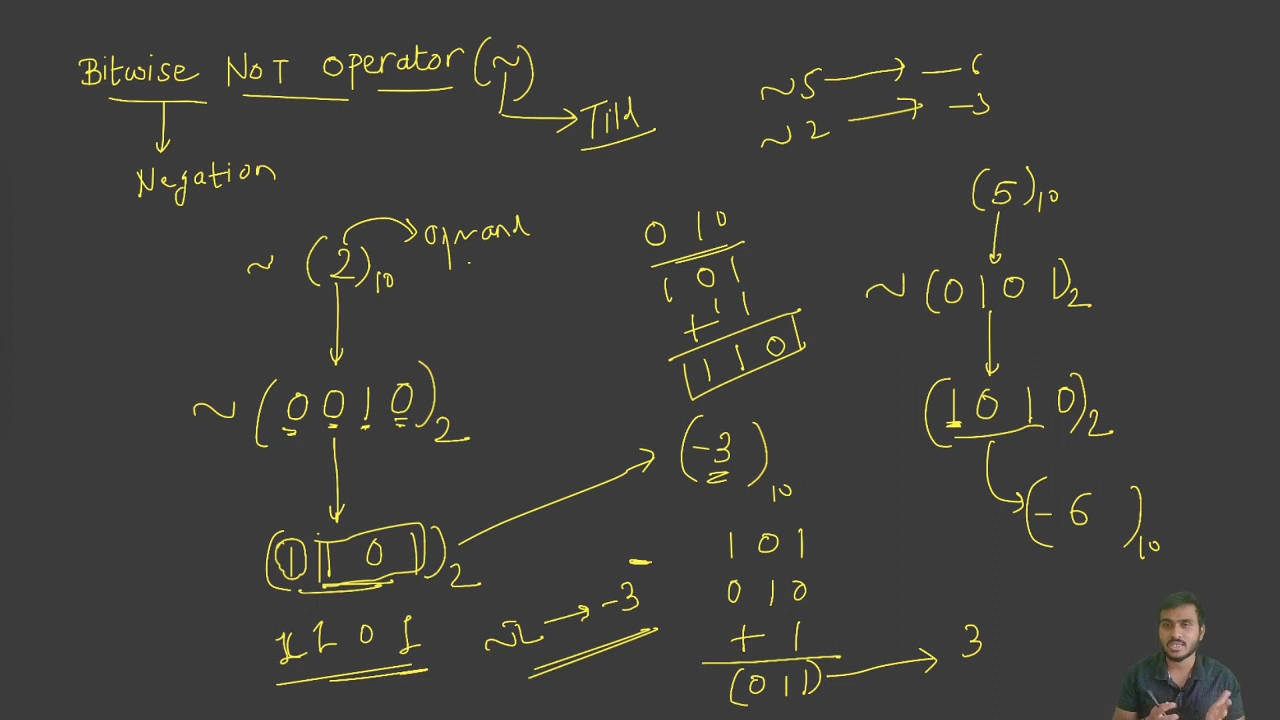 Bitwise NOT operator (~)
Tild
Negation
~5 → -6
~2 → -3
~ (2)10
operand
~ (0010)2
(1101)2
1101
~2 → -3
010
101
+ 1
110
(-3)10
101
010
+ 1
(011) → 3
(5)10
~ (0101)2
(1010)2
(-6)10